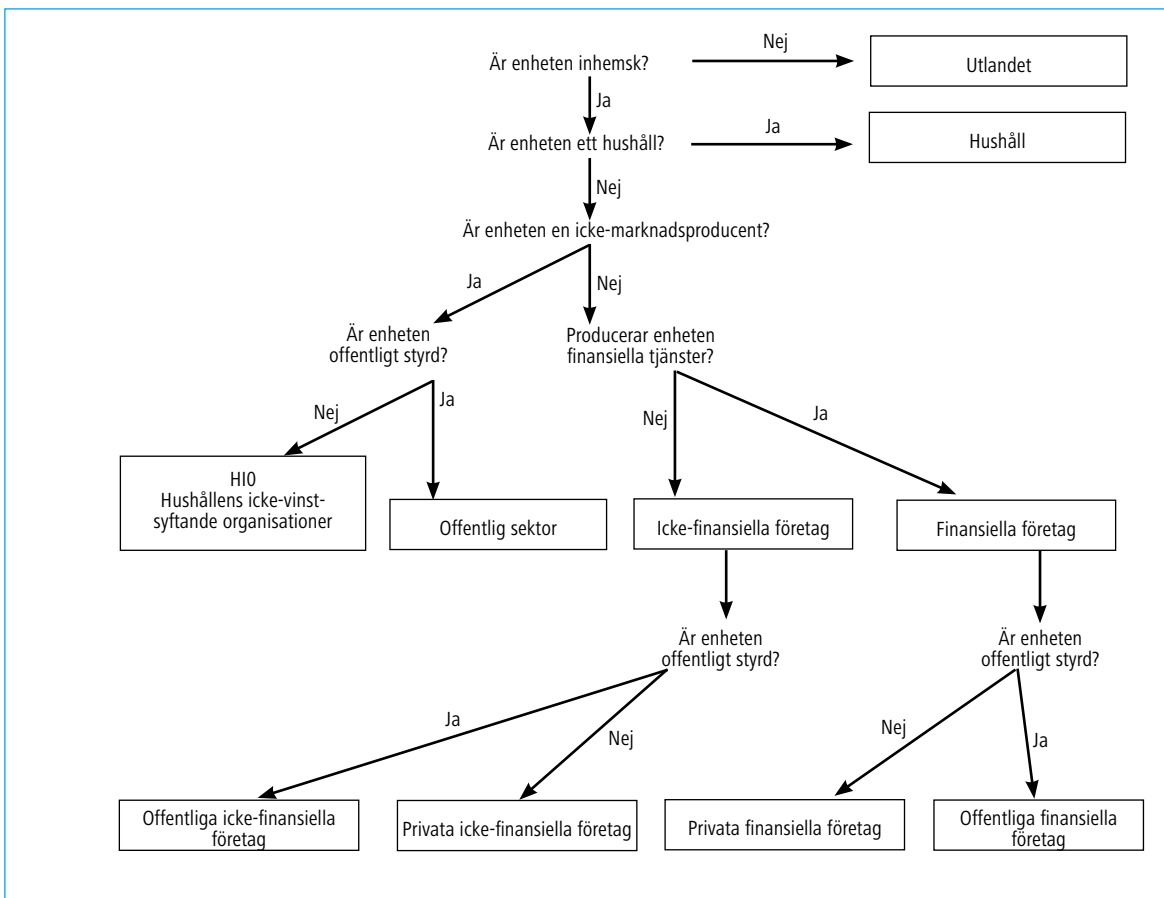 Är enheten inhemsk?
Nej
Utlandet
Ja
Är enheten ett hushåll?
Ja
Hushåll
Nej
Är enheten en icke-marknadsproducent?
Ja
Nej
Är enheten
offentligt styrd?
Producerar enheten
finansiella tjänster?
Nej
Ja
Nej
Ja
HI0
Hushållens icke-vinst-
syftande organisationer
Offentlig sektor
Icke-finansiella företag
Finansiella företag
Är enheten
offentligt styrd?
Är enheten
offentligt styrd?
Ja
Nej
Nej
Ja
Offentliga icke-finansiella
företag
Privata icke-finansiella företag
Privata finansiella företag
Offentliga finansiella
företag